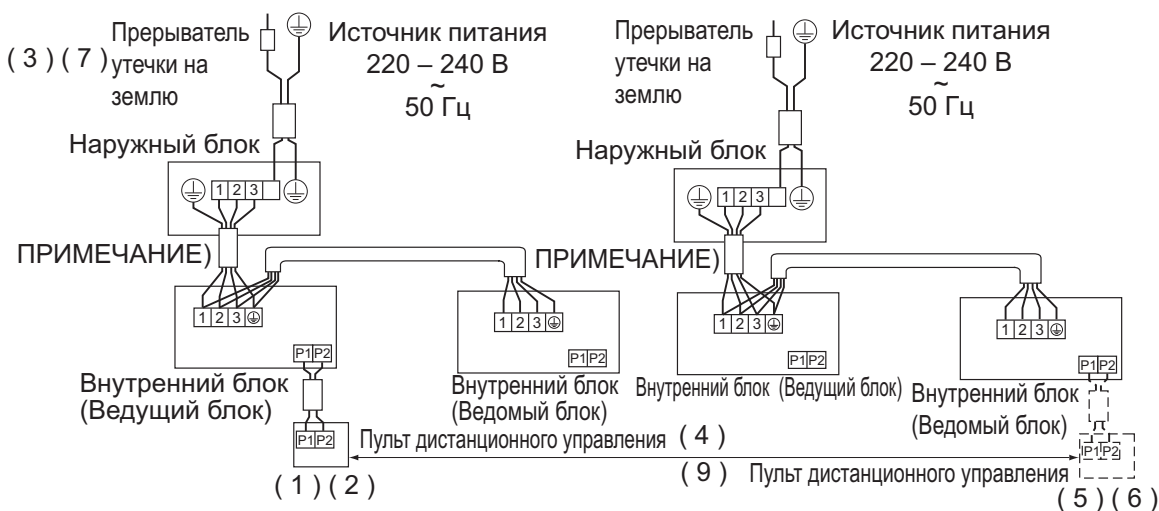 ( 3 ) ( 7 )
Прерыватель
утечки на
землю
Источник питания
220 – 240 В
~
50 Гц
Наружный блок
1 2 3
ПРИМЕЧАНИЕ)
1 2 3
P1 P2
Внутренний блок
(Ведущий блок)
P1 P2
( 1 ) ( 2 )
1 2 3
P1 P2
Внутренний блок
(Ведомый блок)
Прерыватель
утечки на
землю
Источник питания
220 – 240 В
~
50 Гц
Наружный блок
1 2 3
ПРИМЕЧАНИЕ)
1 2 3
P1 P2
Внутренний блок (Ведущий блок)
1 2 3
P1 P2
Внутренний блок
(Ведомый блок)
P1 P2
Пульт дистанционного управления ( 4 )
( 9 ) Пульт дистанционного управления
( 5 ) ( 6 )